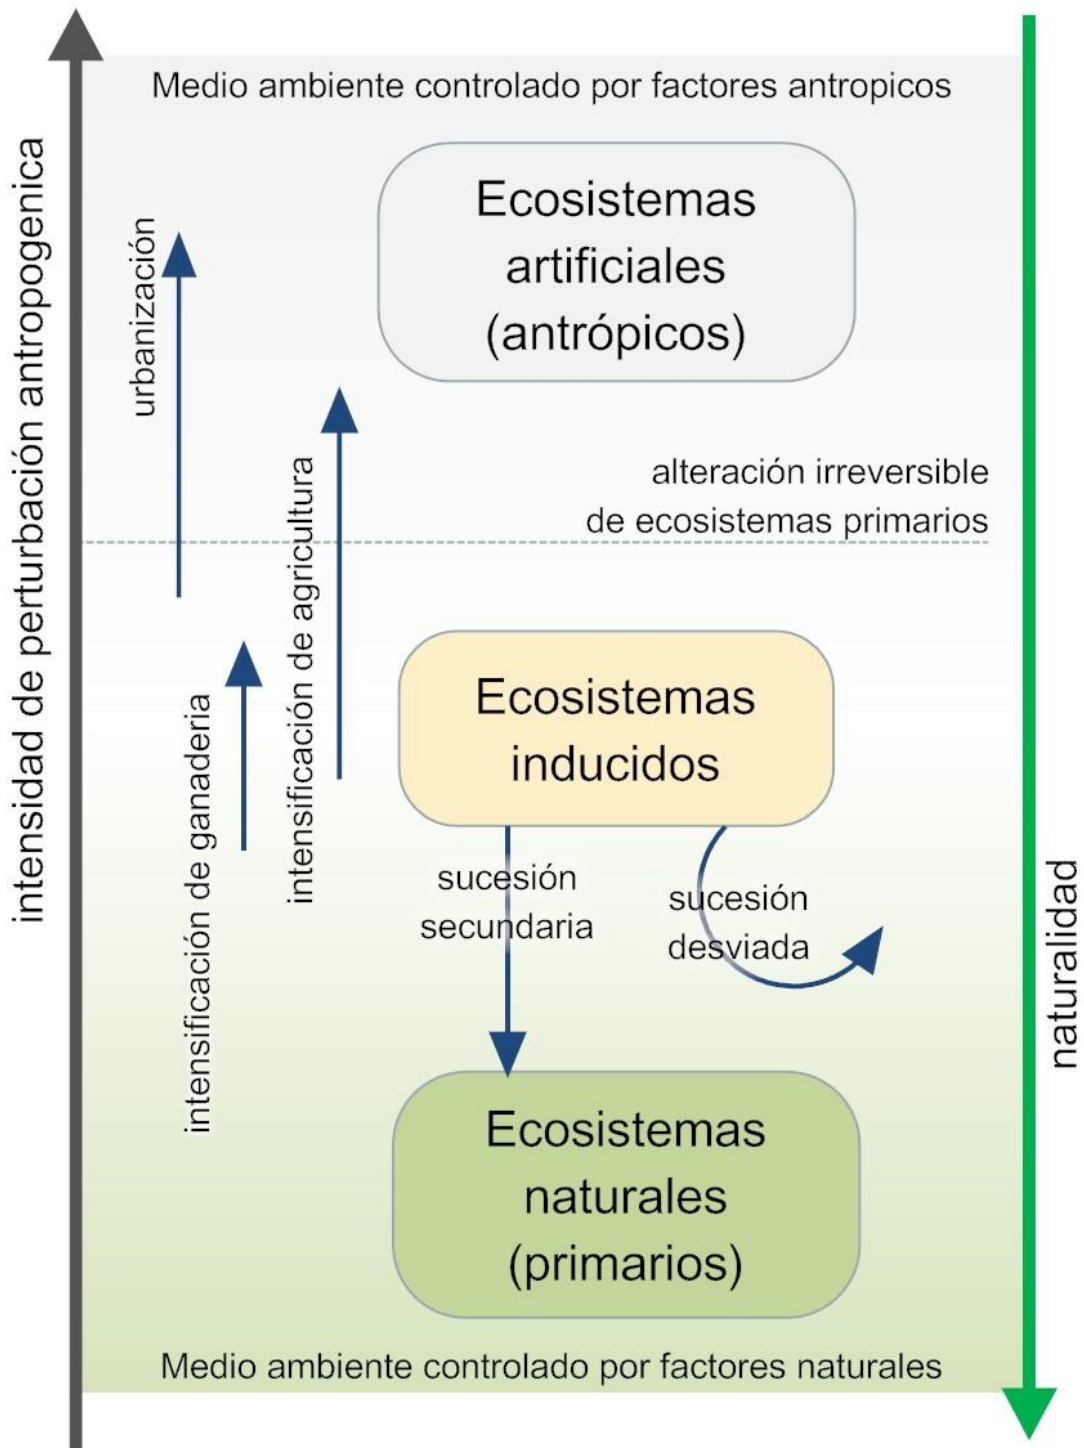 Medio ambiente controlado por factores antropicos
intensidad de perturbación antropogenica
urbanización
intensificación de ganaderia
intensificación de agricultura
Ecosistemas
artificiales
(antrópicos)
alteración irreversible
de ecosistemas primarios
Ecosistemas
inducidos
sucesión
secundaria
sucesión
desviada
Ecosistemas
naturales
(primarios)
naturalidad
Medio ambiente controlado por factores naturales